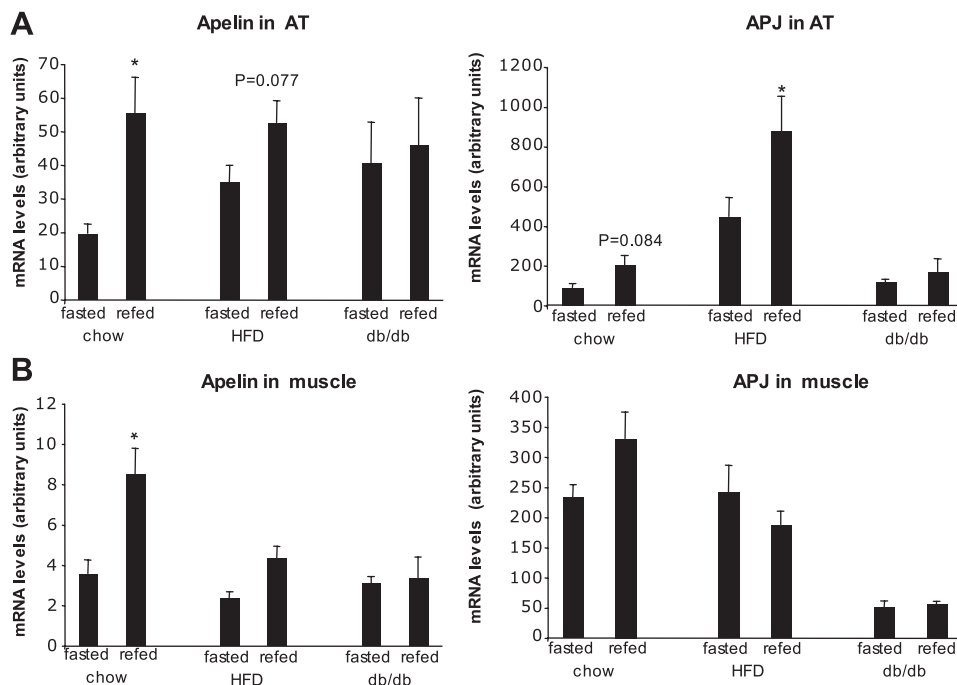 A
Apelin in AT
mRNA levels (arbitrary units)
70
60
50
40
30
20
10
0
*
P=0.077
fasted refed fasted refed fasted refed
chow HFD db/db
APJ in AT
mRNA levels (arbitrary units)
1200
1000
800
600
400
200
0
P=0.084
*
fasted refed fasted refed fasted refed
chow HFD db/db
B
Apelin in muscle
mRNA levels (arbitrary units)
12
10
8
6
4
2
0
*
fasted refed fasted refed fasted refed
chow HFD db/db
APJ in muscle
mRNA levels (arbitrary units)
400
350
300
250
200
150
100
50
0
fasted refed fasted refed fasted refed
chow HFD db/db